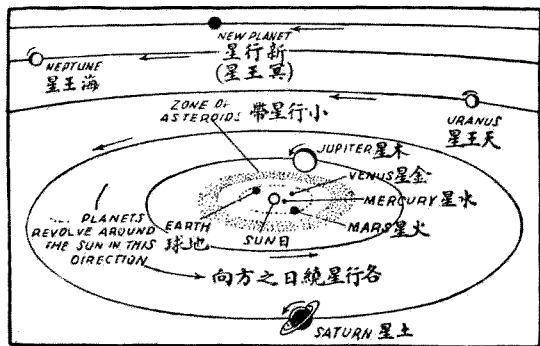 NEW PLANET
新行星
(冥王星)
NEPTUNE
海王星
ZONE OF
ASTEROIDS 小行星帶
URANUS
天王星
JUPITER 木星
VENUS 金星
MERCURY 水星
MARS 火星
EARTH
地球
SUN 日
PLANETS
REVOLVE AROUND
THE SUN IN THIS
DIRECTION
各行星繞日之方向
SATURN 土星